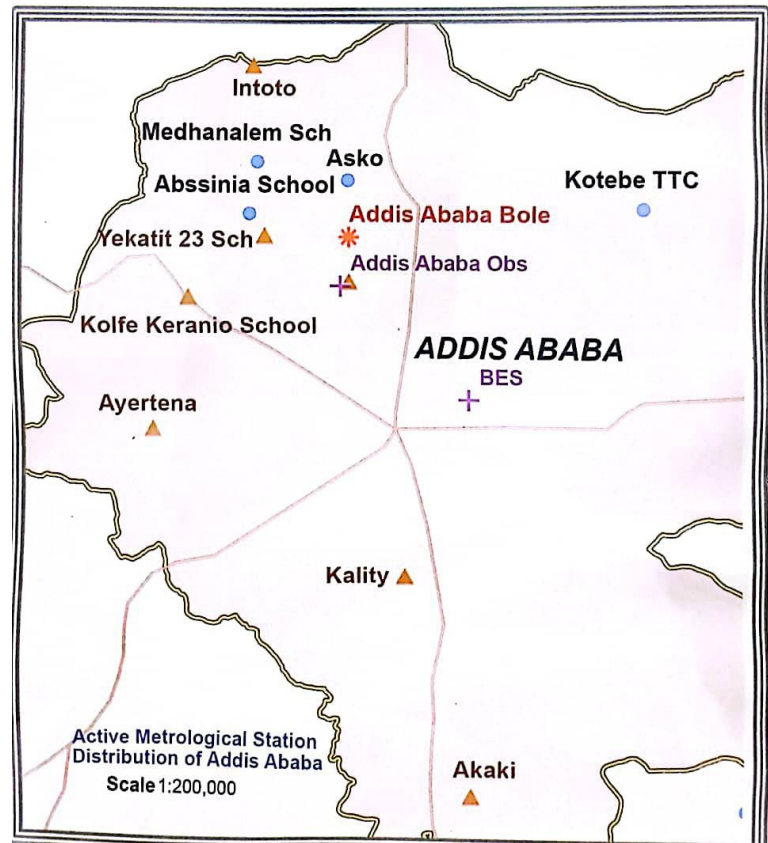 Intoto
Medhanalem Sch
Asko
Abssinia School
Kotebe TTC
Addis Ababa Bole
Yekatit 23 Sch
Addis Ababa Obs
Kolfe Keranio School
ADDIS ABABA
BES
Ayertena
Kality
Active Metrological Station
Distribution of Addis Ababa
Scale 1:200,000
Akaki